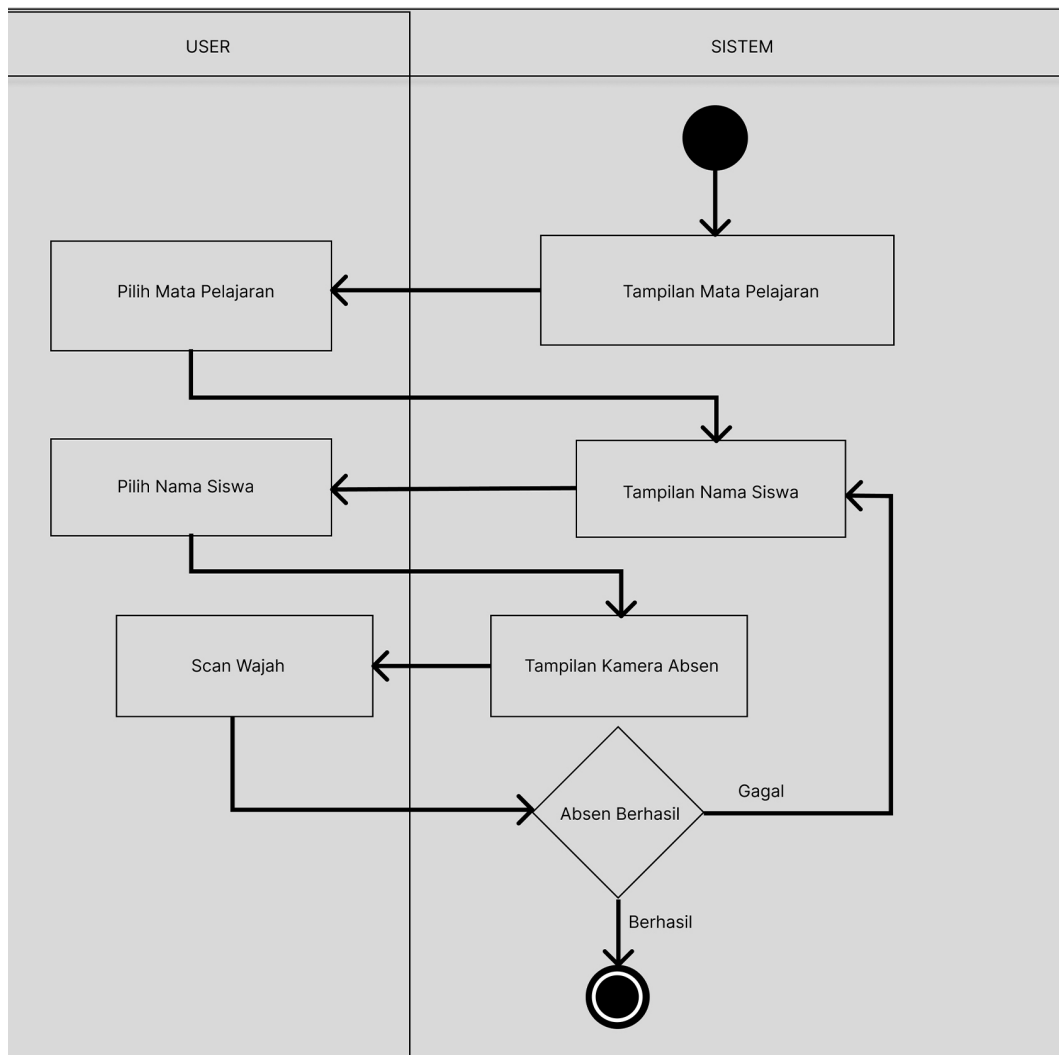 USER
SISTEM
Pilih Mata Pelajaran
Tampilan Mata Pelajaran
Pilih Nama Siswa
Tampilan Nama Siswa
Scan Wajah
Tampilan Kamera Absen
Gagal
Absen Berhasil
Berhasil